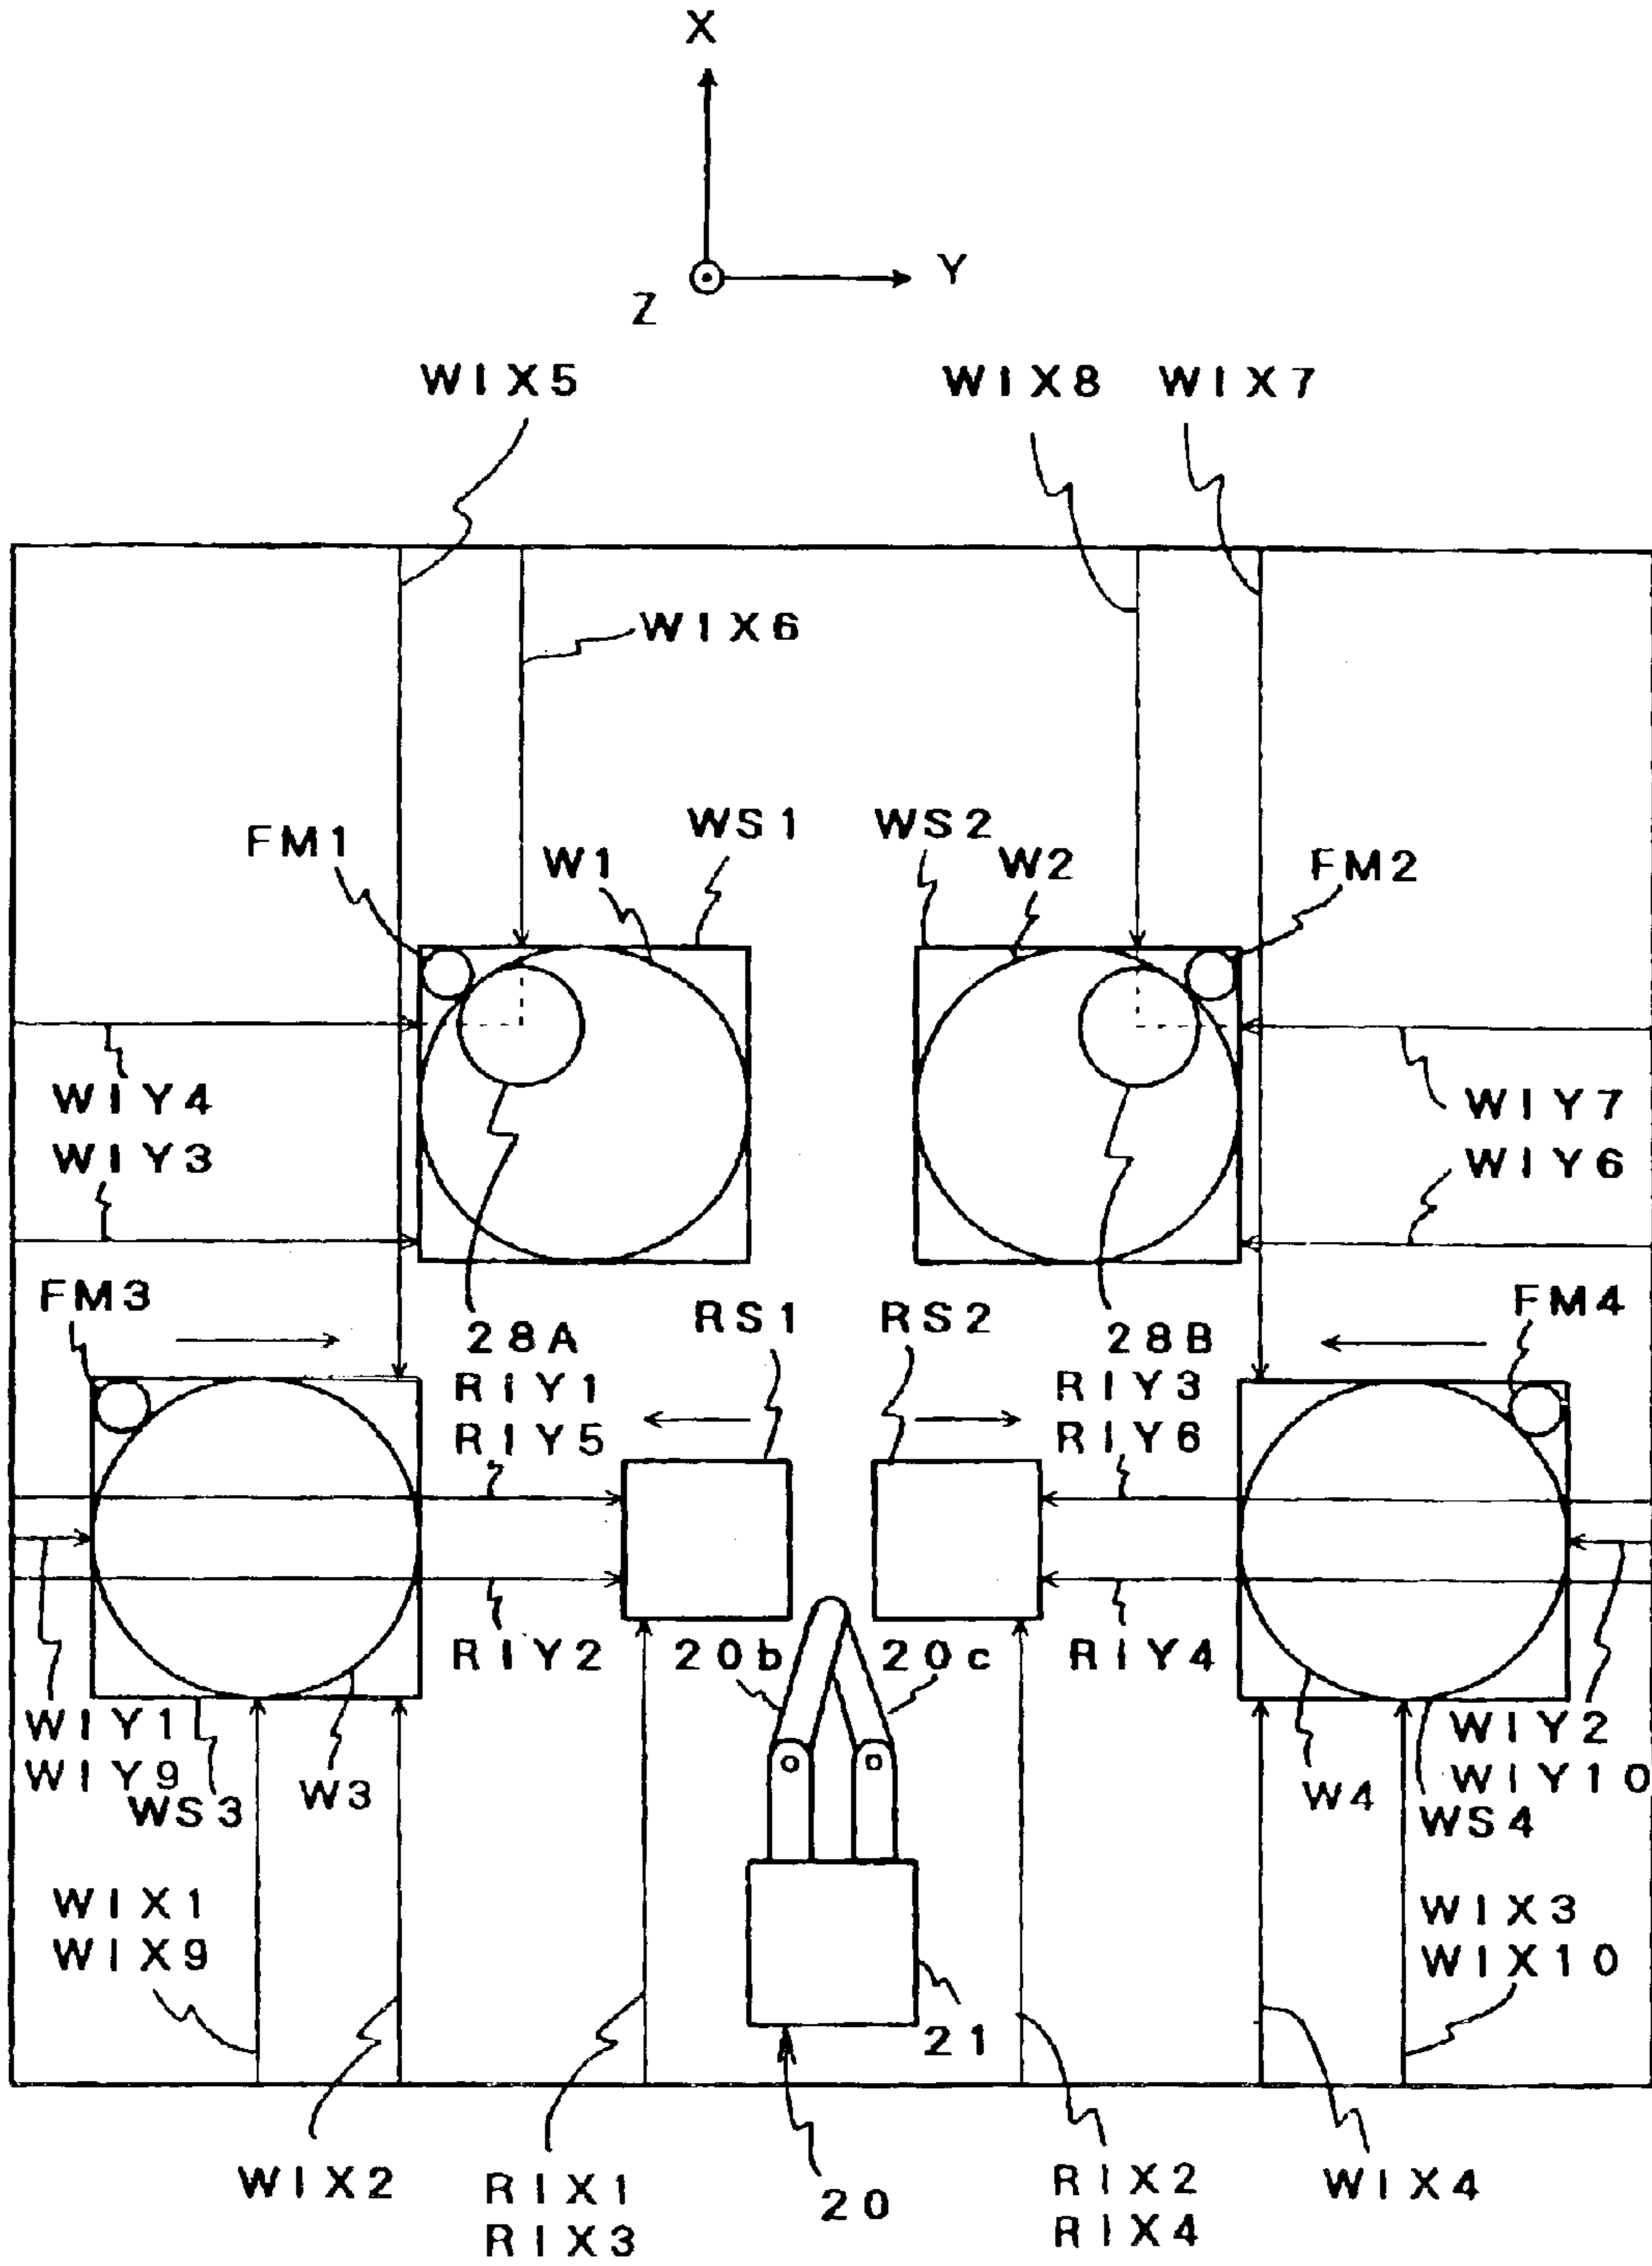 X
Y
Z
WIX5
WIX8
WIX7
WIX6
FM1
W1
WS1
WS2
W2
FM2
WIY4
WIY3
WIY7
WIY6
FM3
28A
RIY1
RIY5
RS1
RS2
28B
RIY3
RIY6
FM4
RIY2
20b
20c
RIY4
WIY1
WIY9
WS3
W3
W4
WIY2
WIY10
WS4
WIX1
WIX9
WIX3
WIX10
21
WIX2
RIX1
RIX3
20
RIX2
RIX4
WIX4